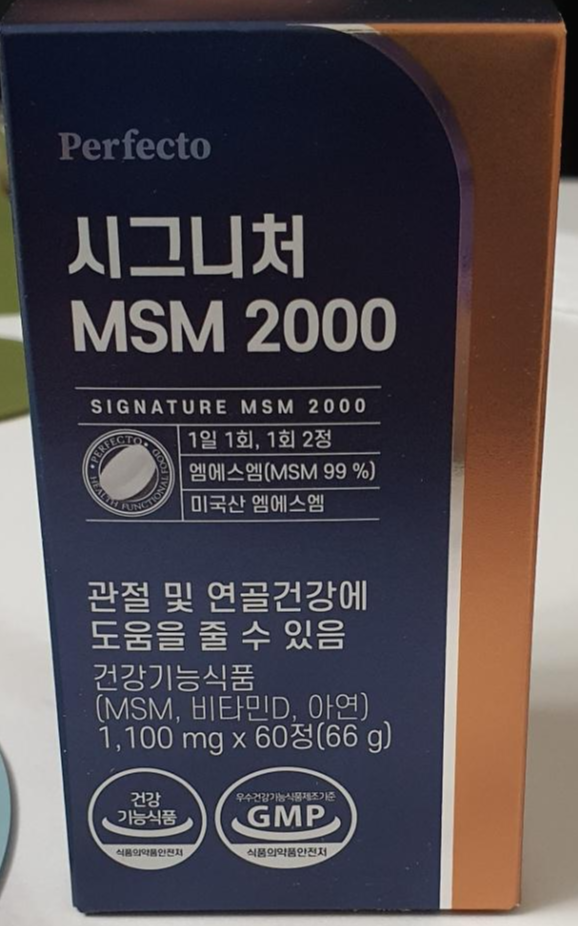 Perfecto
시그니처
MSM 2000
SIGNATURE MSM 2000
PERFECTO
HEALTH FUNCTIONAL FOOD
1일 1회, 1회 2정
엠에스엠(MSM 99 %)
미국산 엠에스엠
관절 및 연골건강에
도움을 줄 수 있음
건강기능식품
(MSM, 비타민D, 아연)
1,100 mg x 60정(66 g)
건강
기능식품
식품의약품안전처
우수건강기능식품제조기준
GMP
식품의약품안전처